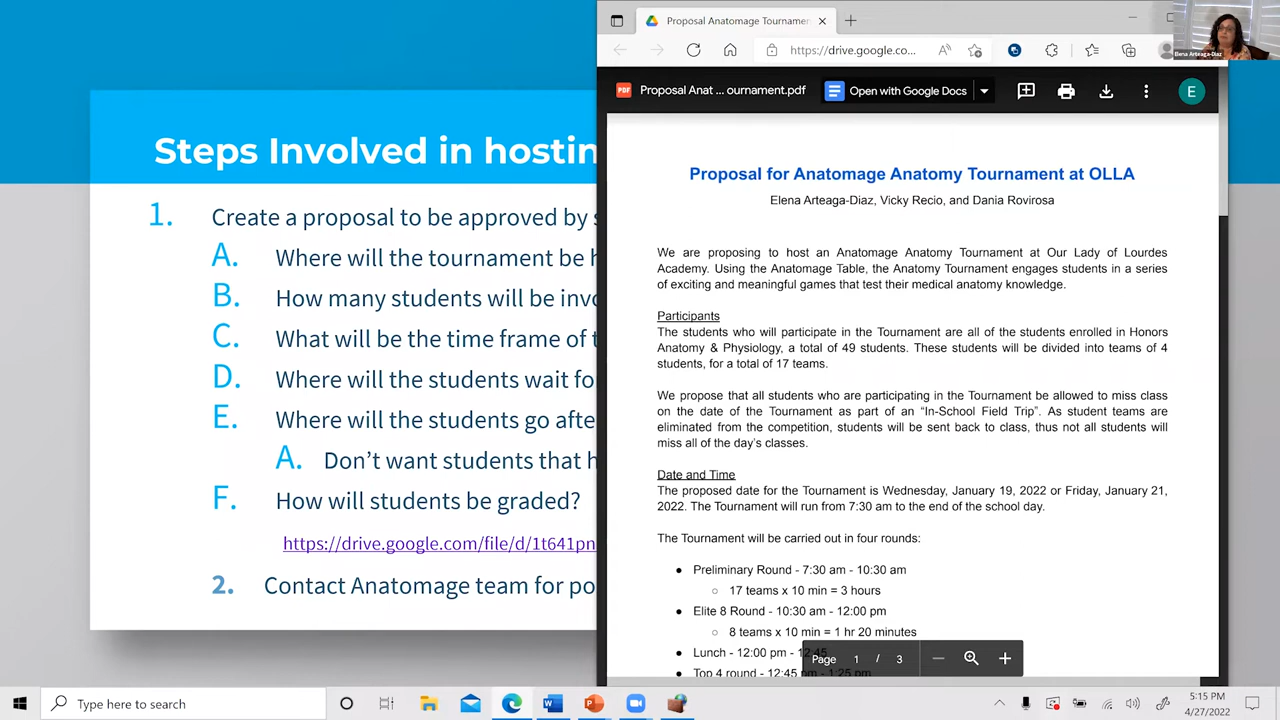 Proposal Anatomage Tournamen
https://drive.google.co...
Elena Arteaga-Diaz
PDF
Proposal Anat ... ournament.pdf
Open with Google Docs
E
Steps Involved in hostin
1. Create a proposal to be approved by s
A. Where will the tournament be h
B. How many students will be invo
C. What will be the time frame of t
D. Where will the students wait fo
E. Where will the students go afte
A. Don't want students that h
F. How will students be graded?
https://drive.google.com/file/d/1t641pn
2. Contact Anatomage team for po
Proposal for Anatomage Anatomy Tournament at OLLA
Elena Arteaga-Diaz, Vicky Recio, and Dania Rovirosa
We are proposing to host an Anatomage Anatomy Tournament at Our Lady of Lourdes
Academy. Using the Anatomage Table, the Anatomy Tournament engages students in a series
of exciting and meaningful games that test their medical anatomy knowledge.
Participants
The students who will participate in the Tournament are all of the students enrolled in Honors
Anatomy & Physiology, a total of 49 students. These students will be divided into teams of 4
students, for a total of 17 teams.
We propose that all students who are participating in the Tournament be allowed to miss class
on the date of the Tournament as part of an “In-School Field Trip”. As student teams are
eliminated from the competition, students will be sent back to class, thus not all students will
miss all of the day's classes.
Date and Time
The proposed date for the Tournament is Wednesday, January 19, 2022 or Friday, January 21,
2022. The Tournament will run from 7:30 am to the end of the school day.
The Tournament will be carried out in four rounds:
● Preliminary Round - 7:30 am - 10:30 am
○ 17 teams x 10 min = 3 hours
● Elite 8 Round - 10:30 am - 12:00 pm
○ 8 teams x 10 min = 1 hr 20 minutes
● Lunch - 12:00 pm - 12:45
● Top 4 round - 12:45 pm - 1:25 pm
Page 1 / 3
Type here to search
5:15 PM
4/27/2022